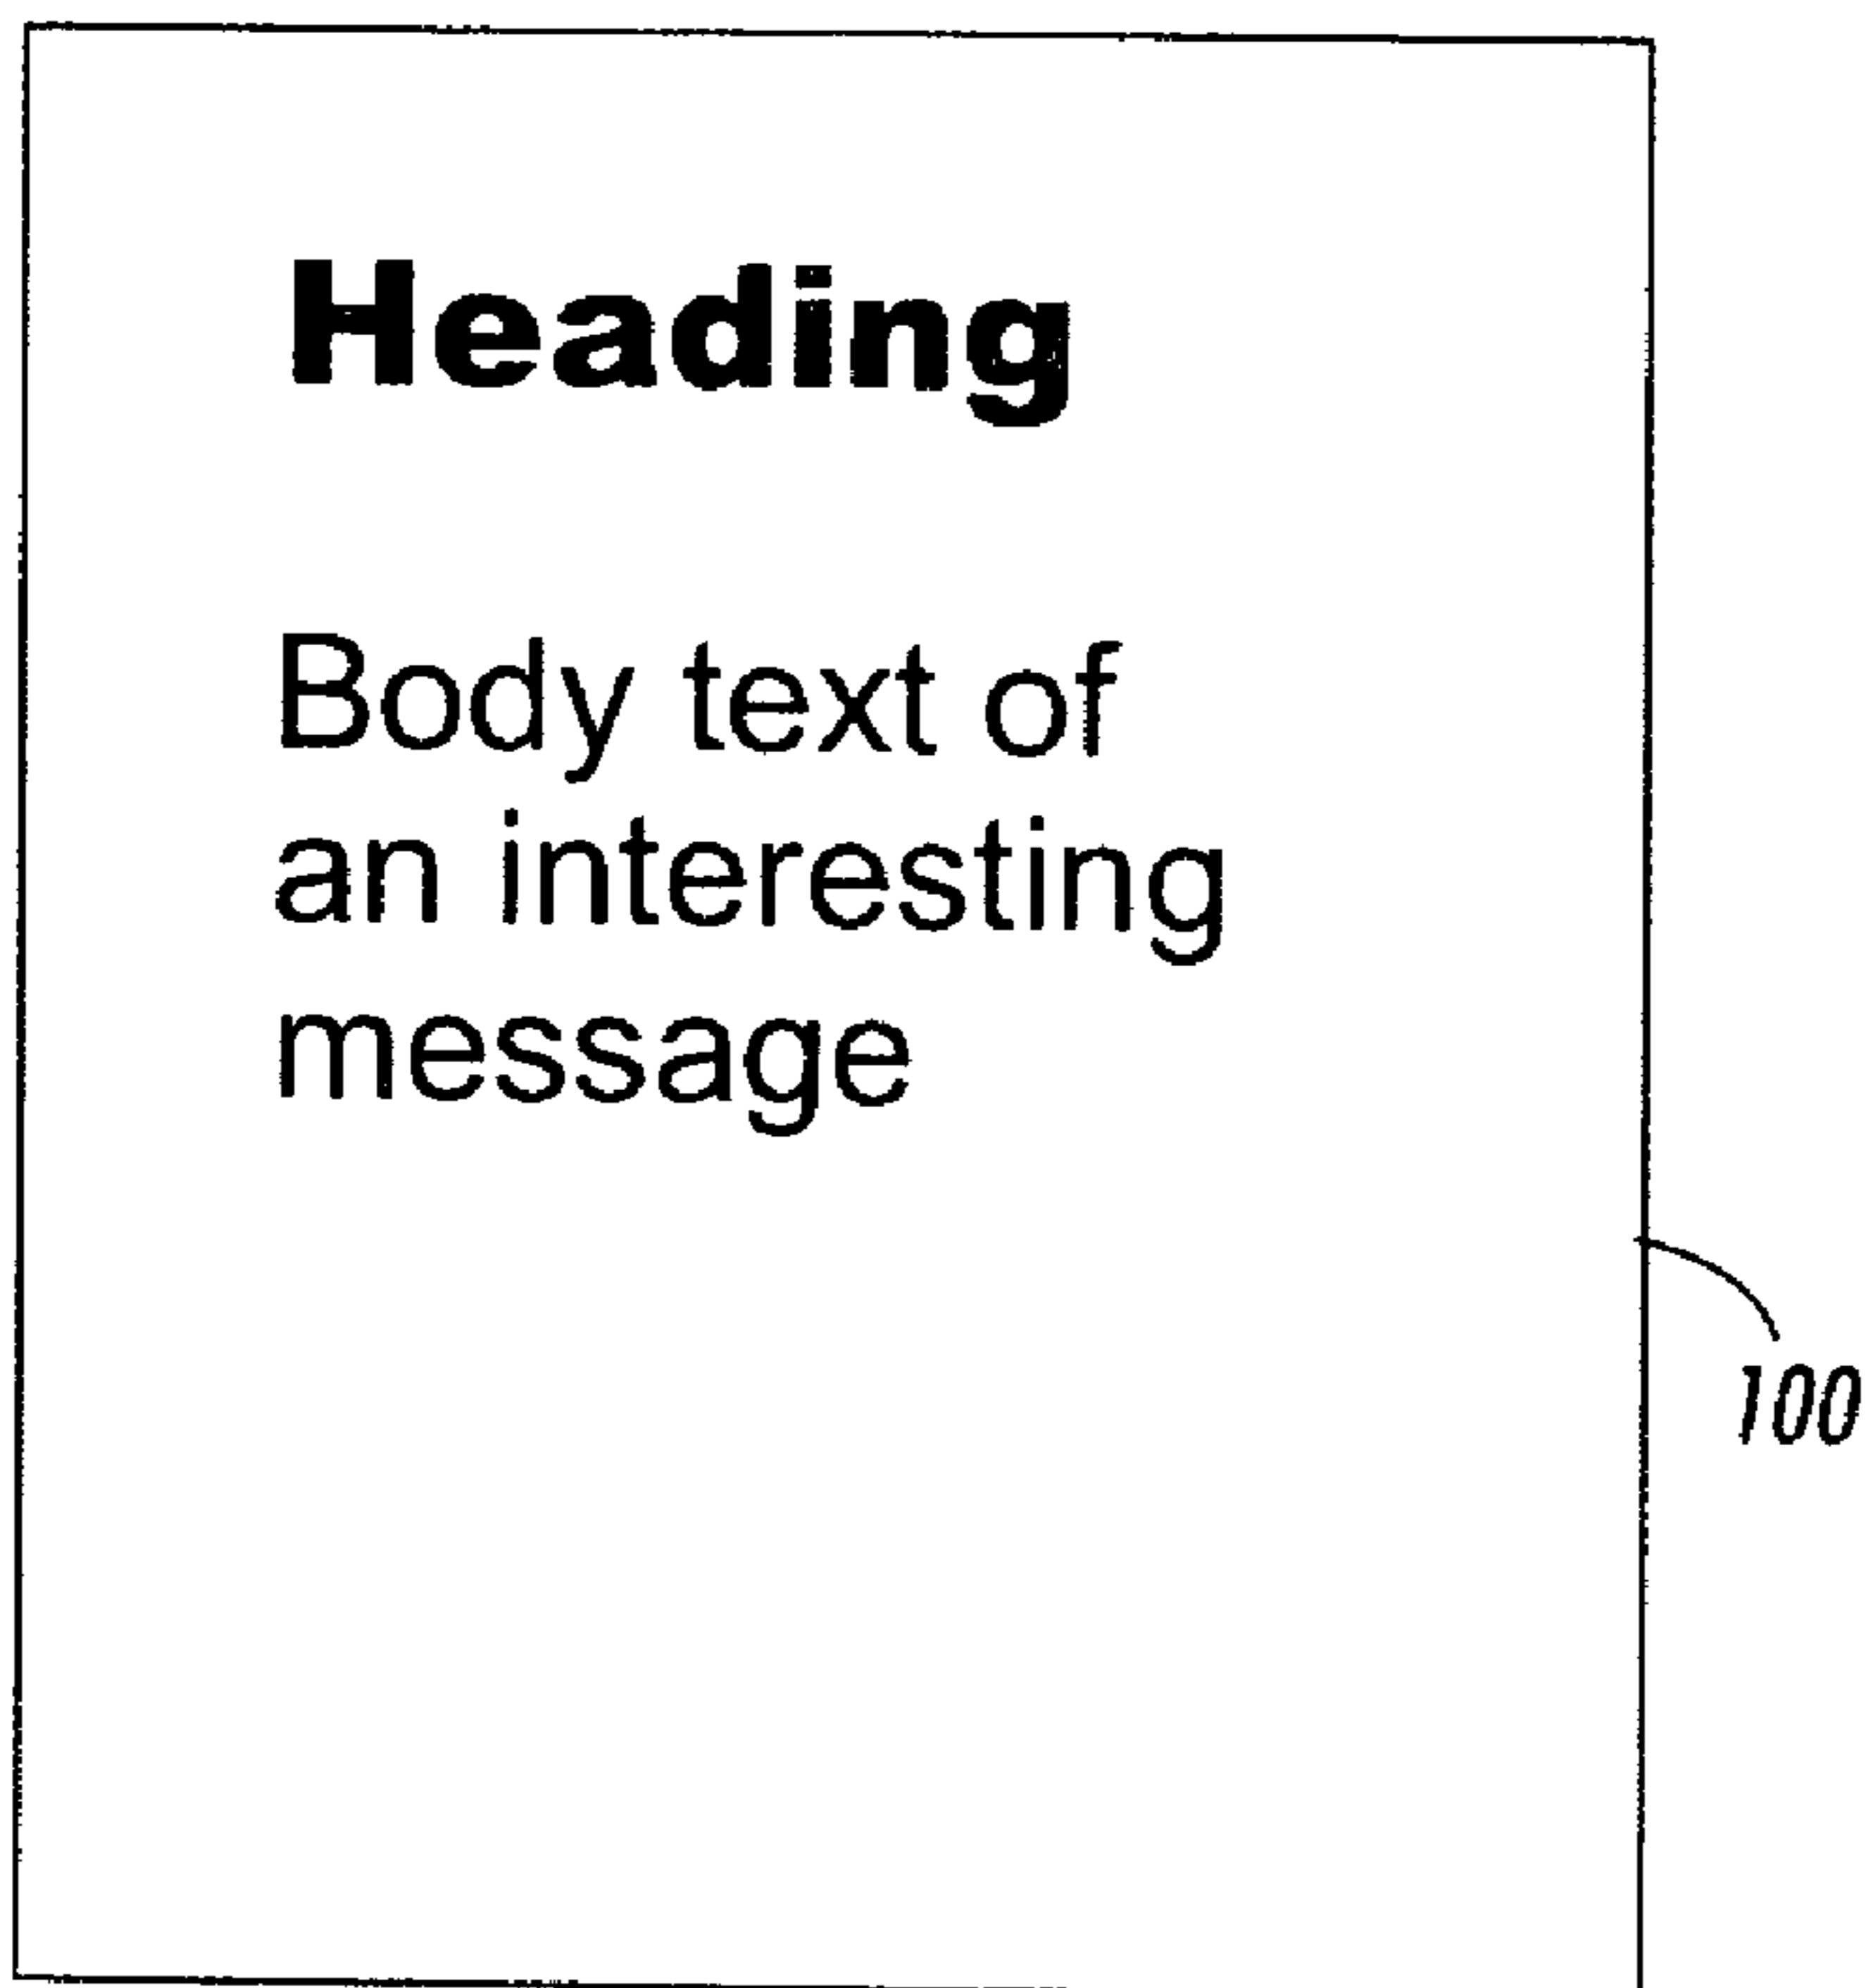 Heading
Body text of
an interesting
message
100